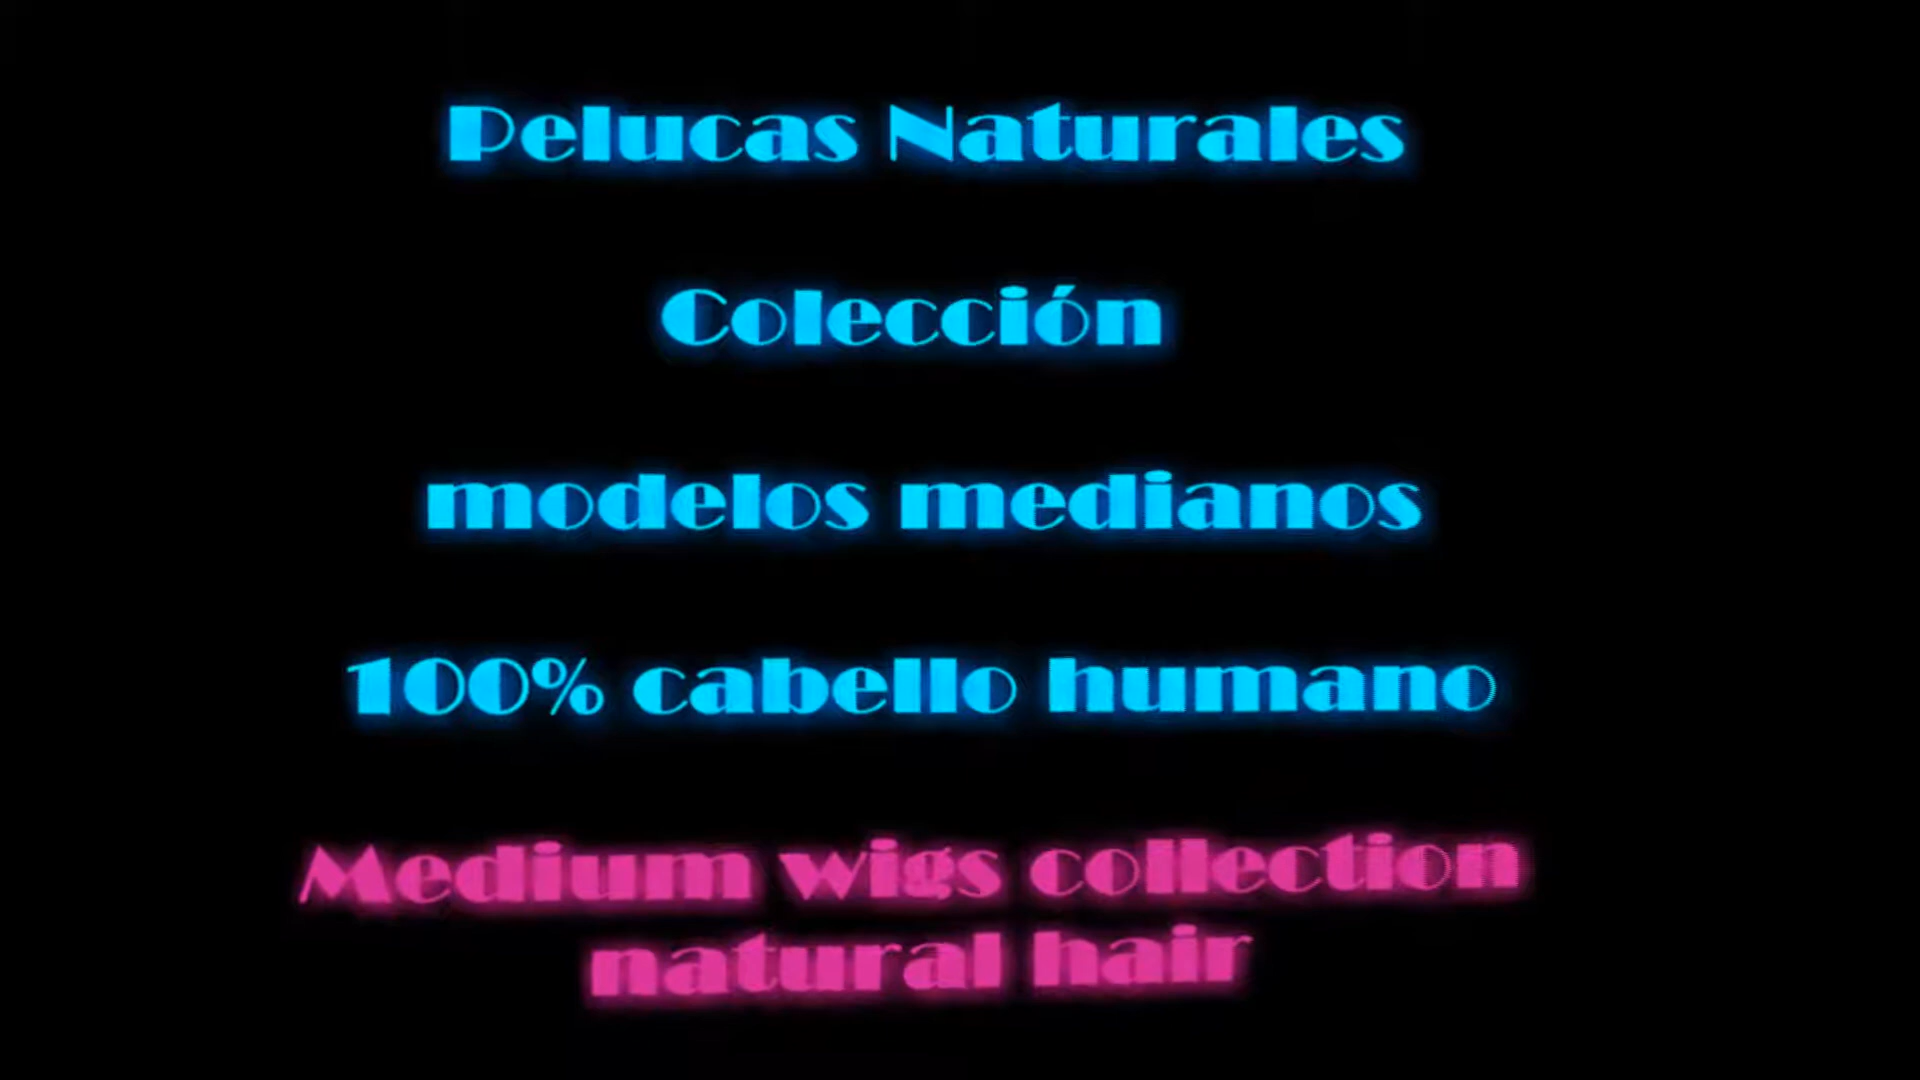 Pelucas Naturales
Colección
modelos medianos
100% cabello humano
Medium wigs collection
natural hair